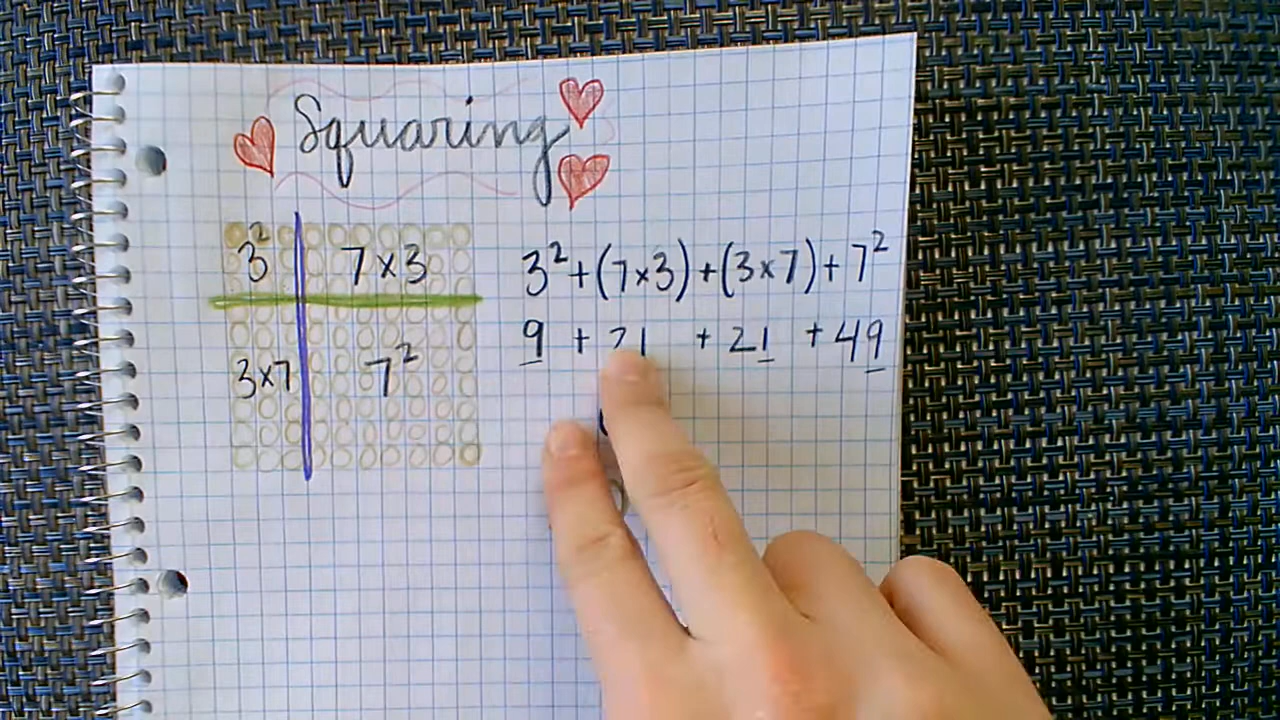 Squaring
3² 7×3
3×7 7²
3²+(7×3)+(3×7)+7²
9 + 21 + 21 + 49